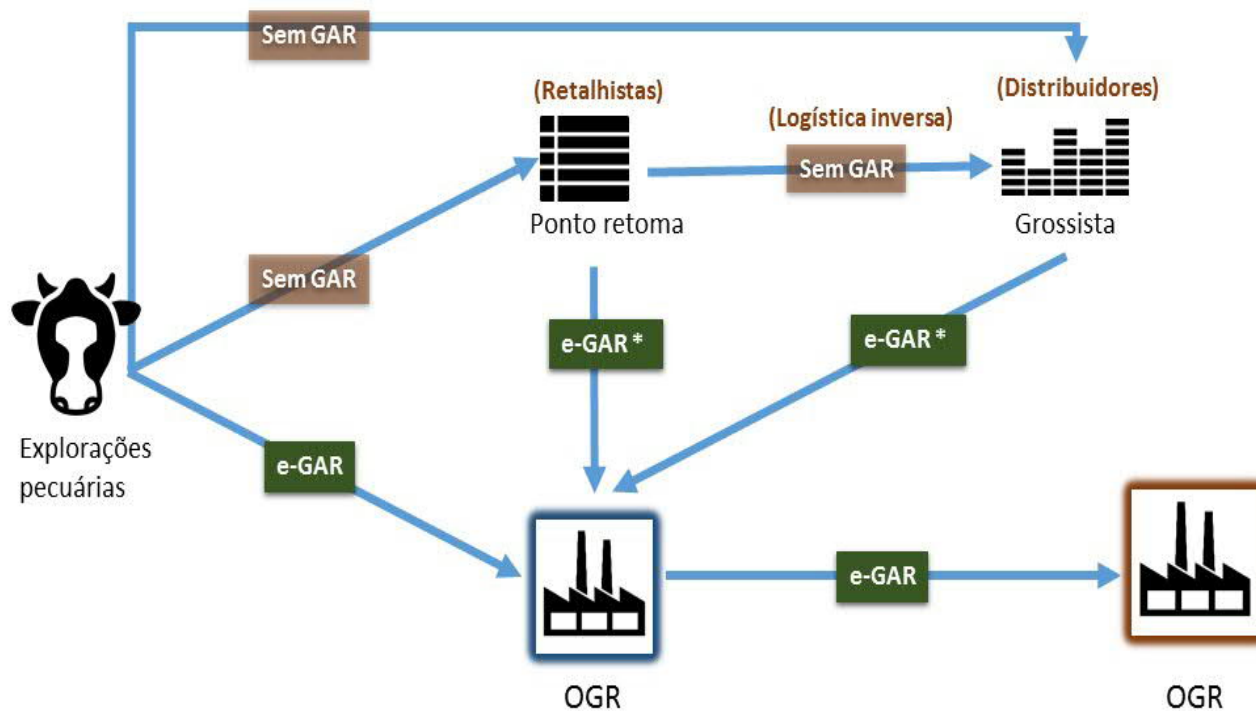 Sem GAR
(Retalhistas)
(Distribuidores)
(Logística inversa)
Sem GAR
Ponto retoma
Grossista
Sem GAR
e-GAR *
e-GAR *
Explorações
pecuárias
e-GAR
e-GAR
OGR
OGR